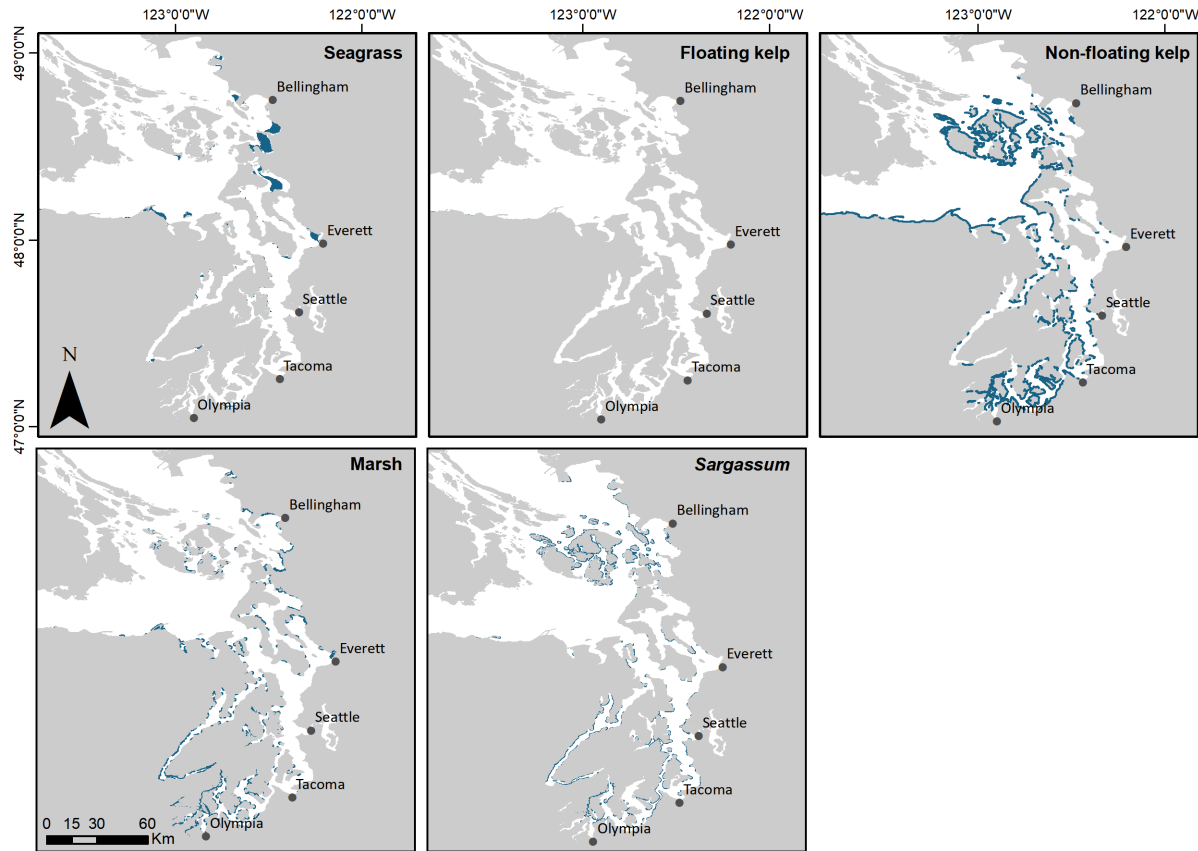 123°0'0"W 122°0'0"W 123°0'0"W 122°0'0"W 123°0'0"W 122°0'0"W
49°0'0"N
48°0'0"N
47°0'0"N
Seagrass
Bellingham
Everett
Seattle
Tacoma
Olympia
N
Floating kelp
Bellingham
Everett
Seattle
Tacoma
Olympia
Non-floating kelp
Bellingham
Everett
Seattle
Tacoma
Olympia
Marsh
Bellingham
Everett
Seattle
Tacoma
Olympia
0 15 30 60
Km
Sargassum
Bellingham
Everett
Seattle
Tacoma
Olympia